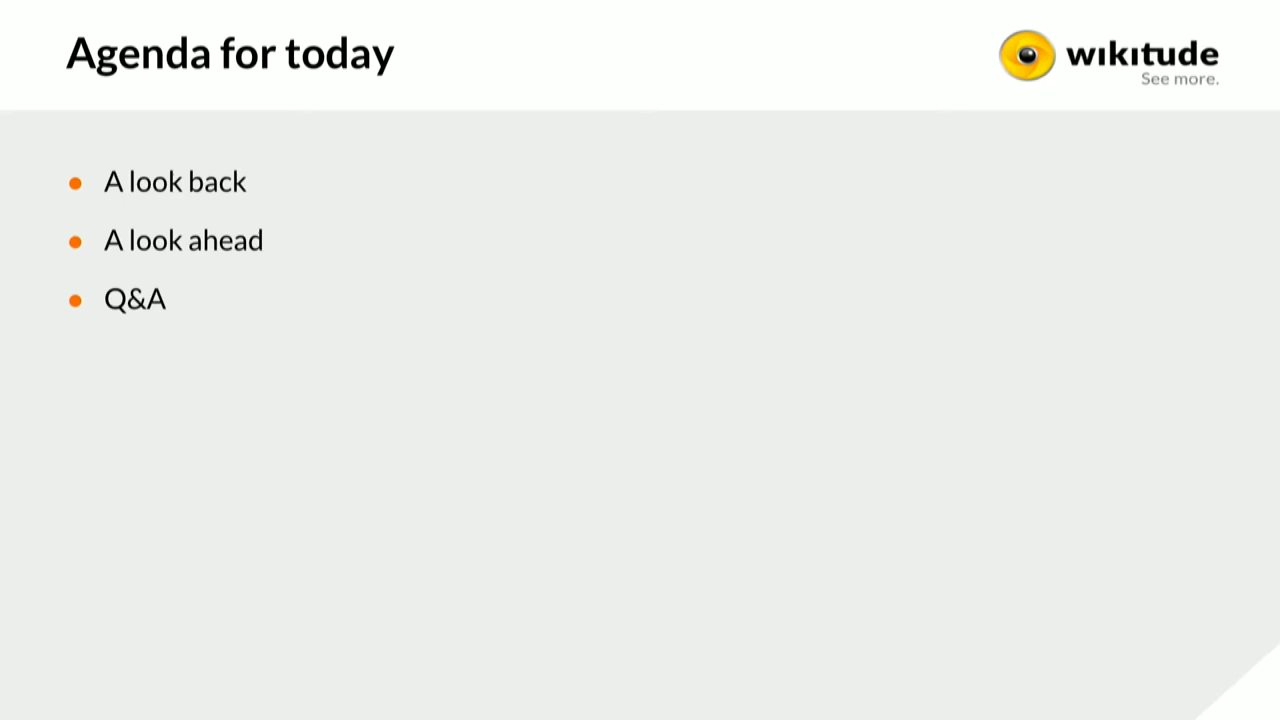 Agenda for today
wikitude
See more.
A look back
A look ahead
Q&A